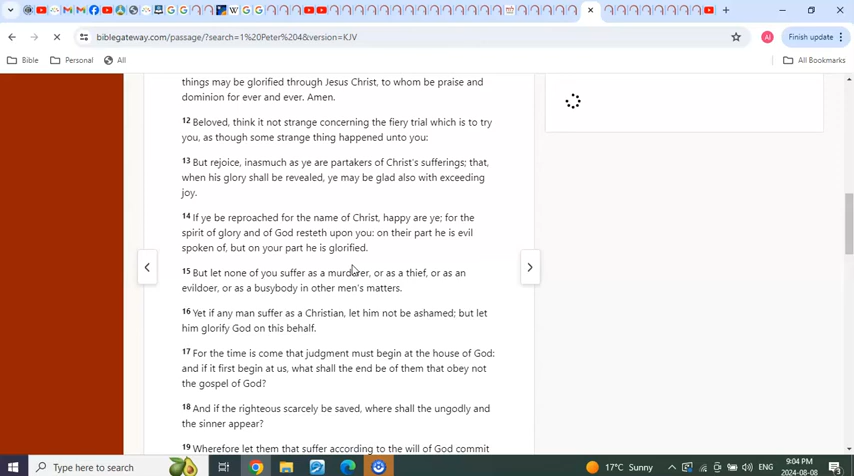 biblegateway.com/passage/?search=1%20Peter%204&version=KJV
Finish update
Bible
Personal
All
All Bookmarks
things may be glorified through Jesus Christ, to whom be praise and
dominion for ever and ever. Amen.
12 Beloved, think it not strange concerning the fiery trial which is to try
you, as though some strange thing happened unto you:
13 But rejoice, inasmuch as ye are partakers of Christ's sufferings; that,
when his glory shall be revealed, ye may be glad also with exceeding
joy.
14 If ye be reproached for the name of Christ, happy are ye; for the
spirit of glory and of God resteth upon you: on their part he is evil
spoken of, but on your part he is glorified.
15 But let none of you suffer as a murderer, or as a thief, or as an
evildoer, or as a busybody in other men's matters.
16 Yet if any man suffer as a Christian, let him not be ashamed; but let
him glorify God on this behalf.
17 For the time is come that judgment must begin at the house of God:
and if it first begin at us, what shall the end be of them that obey not
the gospel of God?
18 And if the righteous scarcely be saved, where shall the ungodly and
the sinner appear?
19 Wherefore let them that suffer according to the will of God commit
Type here to search
17°C Sunny
ENG
9:04 PM
2024-08-08